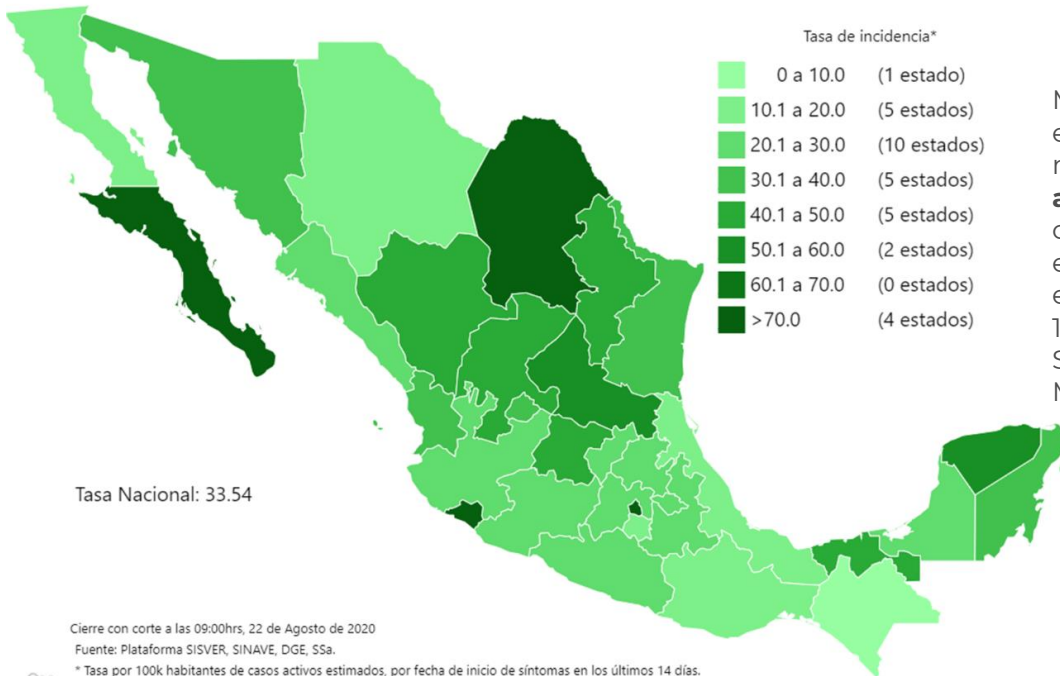 Tasa de incidencia*
0 a 10.0 (1 estado)
10.1 a 20.0 (5 estados)
20.1 a 30.0 (10 estados)
30.1 a 40.0 (5 estados)
40.1 a 50.0 (5 estados)
50.1 a 60.0 (2 estados)
60.1 a 70.0 (0 estados)
>70.0 (4 estados)
Tasa Nacional: 33.54
Cierre con corte a las 09:00hrs, 22 de Agosto de 2020
Fuente: Plataforma SISVER, SINAVE, DGE, SSa.
* Tasa por 100k habitantes de casos activos estimados, por fecha de inicio de síntomas en los últimos 14 días.